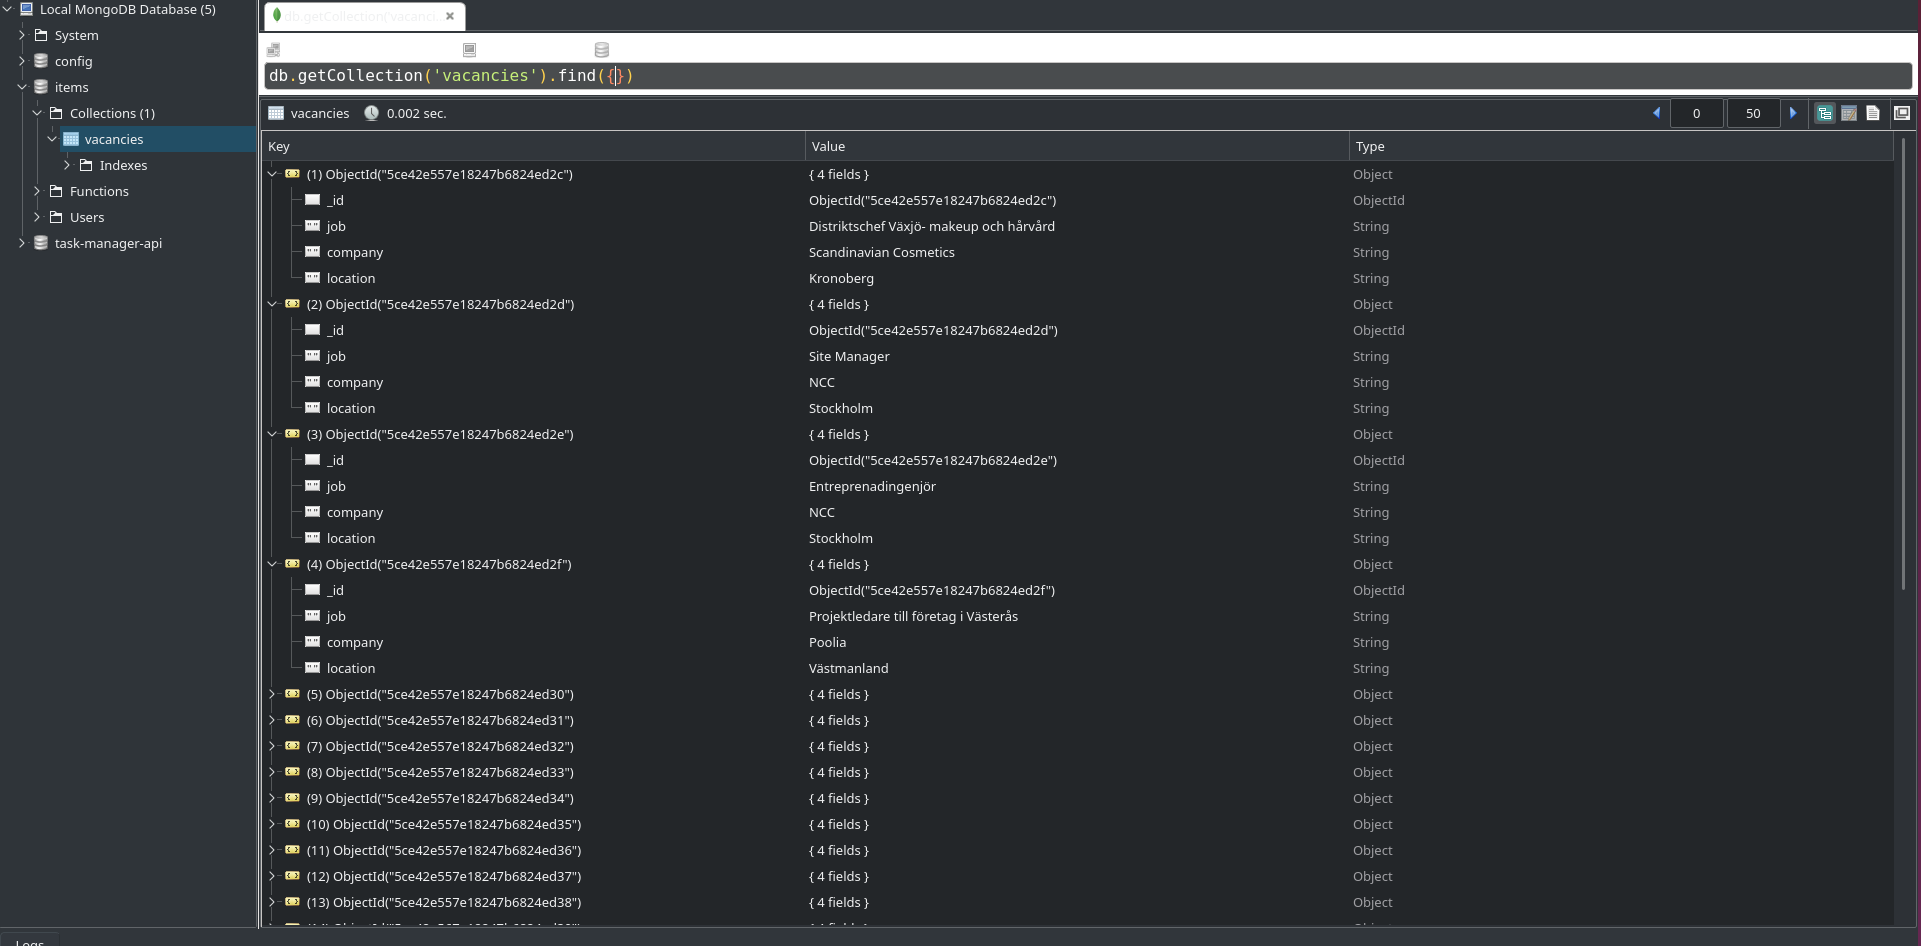 Local MongoDB Database (5)
System
config
items
Collections (1)
vacancies
Indexes
Functions
Users
task-manager-api
db.getCollection('vacanci
db.getCollection('vacancies').find({})
vacancies 0.002 sec. 0 50
Key Value Type
(1) ObjectId("5ce42e557e18247b6824ed2c") { 4 fields } Object
_id ObjectId("5ce42e557e18247b6824ed2c") ObjectId
job Distriktschef Växjö- makeup och hårvård String
company Scandinavian Cosmetics String
location Kronoberg String
(2) ObjectId("5ce42e557e18247b6824ed2d") { 4 fields } Object
_id ObjectId("5ce42e557e18247b6824ed2d") ObjectId
job Site Manager String
company NCC String
location Stockholm String
(3) ObjectId("5ce42e557e18247b6824ed2e") { 4 fields } Object
_id ObjectId("5ce42e557e18247b6824ed2e") ObjectId
job Entreprenadingenjör String
company NCC String
location Stockholm String
(4) ObjectId("5ce42e557e18247b6824ed2f") { 4 fields } Object
_id ObjectId("5ce42e557e18247b6824ed2f") ObjectId
job Projektledare till företag i Västerås String
company Poolia String
location Västmanland String
(5) ObjectId("5ce42e557e18247b6824ed30") { 4 fields } Object
(6) ObjectId("5ce42e557e18247b6824ed31") { 4 fields } Object
(7) ObjectId("5ce42e557e18247b6824ed32") { 4 fields } Object
(8) ObjectId("5ce42e557e18247b6824ed33") { 4 fields } Object
(9) ObjectId("5ce42e557e18247b6824ed34") { 4 fields } Object
(10) ObjectId("5ce42e557e18247b6824ed35") { 4 fields } Object
(11) ObjectId("5ce42e557e18247b6824ed36") { 4 fields } Object
(12) ObjectId("5ce42e557e18247b6824ed37") { 4 fields } Object
(13) ObjectId("5ce42e557e18247b6824ed38") { 4 fields } Object
Logs